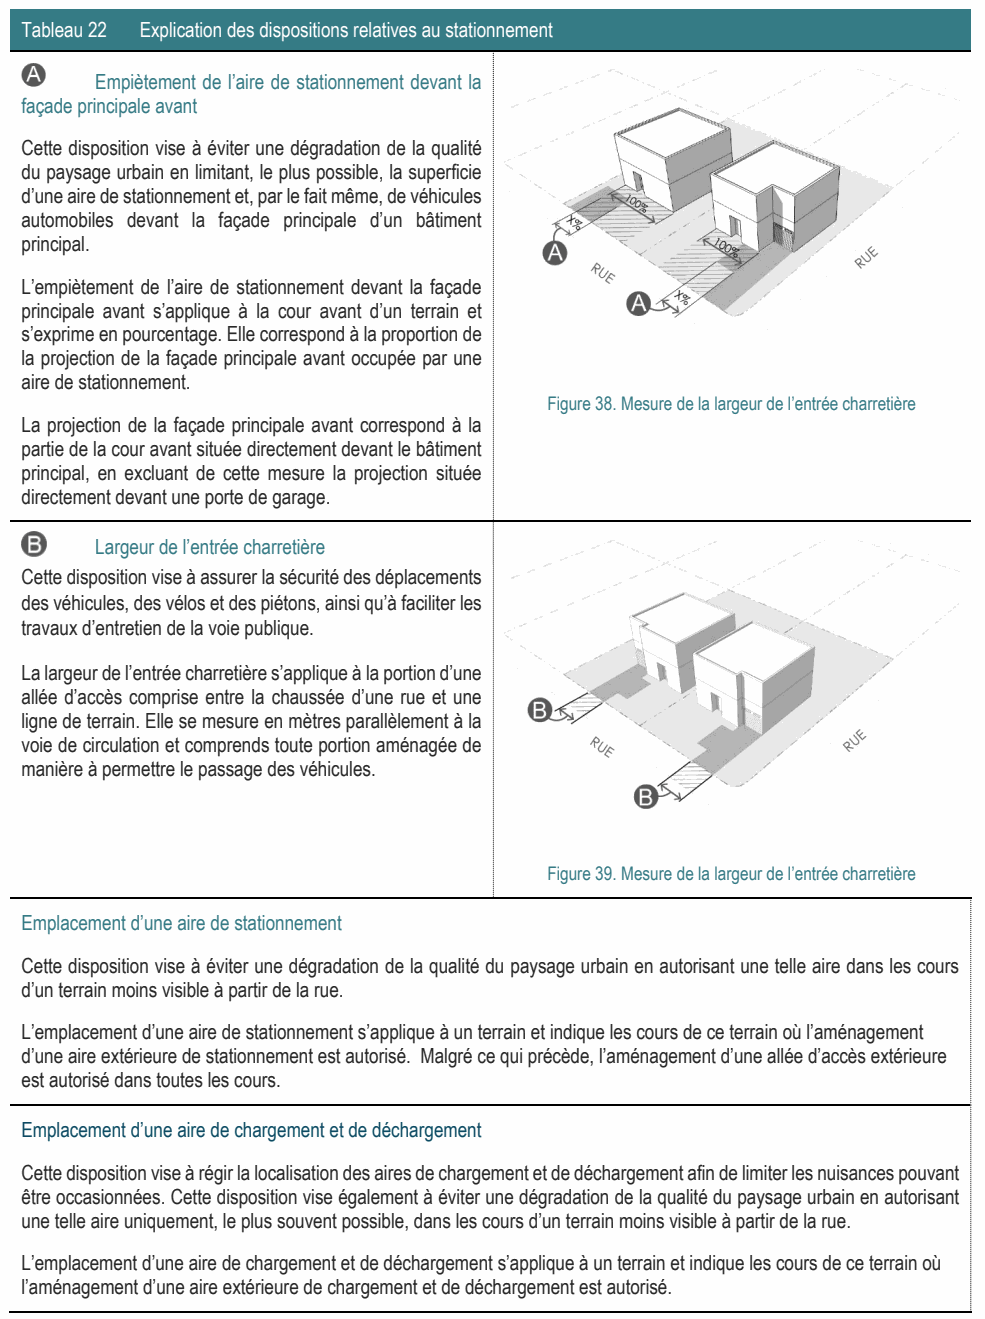 Tableau 22 Explication des dispositions relatives au stationnement
A Empiètement de l'aire de stationnement devant la
façade principale avant
Cette disposition vise à éviter une dégradation de la qualité
du paysage urbain en limitant, le plus possible, la superficie
d'une aire de stationnement et, par le fait même, de véhicules
automobiles devant la façade principale d'un bâtiment
principal.
L'empiètement de l'aire de stationnement devant la façade
principale avant s'applique à la cour avant d'un terrain et
s'exprime en pourcentage. Elle correspond à la proportion de
la projection de la façade principale avant occupée par une
aire de stationnement.
La projection de la façade principale avant correspond à la
partie de la cour avant située directement devant le bâtiment
principal, en excluant de cette mesure la projection située
directement devant une porte de garage.
100%
X%
A
100%
X%
A
RUE
RUE
Figure 38. Mesure de la largeur de l'entrée charretière
B Largeur de l'entrée charretière
Cette disposition vise à assurer la sécurité des déplacements
des véhicules, des vélos et des piétons, ainsi qu'à faciliter les
travaux d'entretien de la voie publique.
La largeur de l'entrée charretière s'applique à la portion d'une
allée d'accès comprise entre la chaussée d'une rue et une
ligne de terrain. Elle se mesure en mètres parallèlement à la
voie de circulation et comprends toute portion aménagée de
manière à permettre le passage des véhicules.
B
RUE
RUE
B
Figure 39. Mesure de la largeur de l'entrée charretière
Emplacement d'une aire de stationnement
Cette disposition vise à éviter une dégradation de la qualité du paysage urbain en autorisant une telle aire dans les cours
d'un terrain moins visible à partir de la rue.
L'emplacement d'une aire de stationnement s'applique à un terrain et indique les cours de ce terrain où l'aménagement
d'une aire extérieure de stationnement est autorisé. Malgré ce qui précède, l'aménagement d'une allée d'accès extérieure
est autorisé dans toutes les cours.
Emplacement d'une aire de chargement et de déchargement
Cette disposition vise à régir la localisation des aires de chargement et de déchargement afin de limiter les nuisances pouvant
être occasionnées. Cette disposition vise également à éviter une dégradation de la qualité du paysage urbain en autorisant
une telle aire uniquement, le plus souvent possible, dans les cours d'un terrain moins visible à partir de la rue.
L'emplacement d'une aire de chargement et de déchargement s'applique à un terrain et indique les cours de ce terrain où
l'aménagement d'une aire extérieure de chargement et de déchargement est autorisé.